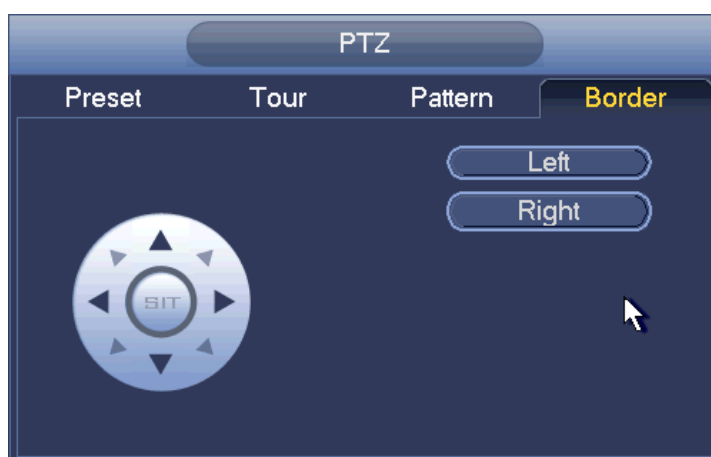 PTZ
Preset Tour Pattern Border
Left
Right
SIT